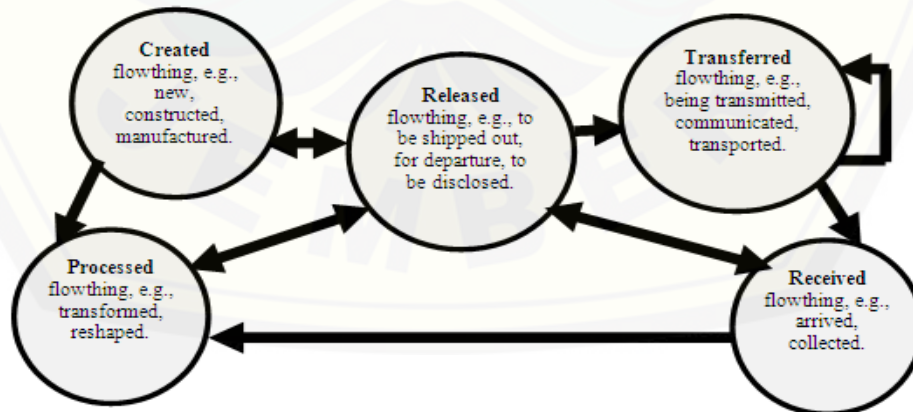 Created
flowthing, e.g.,
new,
constructed,
manufactured.
Released
flowthing, e.g., to
be shipped out,
for departure, to
be disclosed.
Transferred
flowthing, e.g.,
being transmitted,
communicated,
transported.
Processed
flowthing, e.g.,
transformed,
reshaped.
Received
flowthing, e.g.,
arrived,
collected.